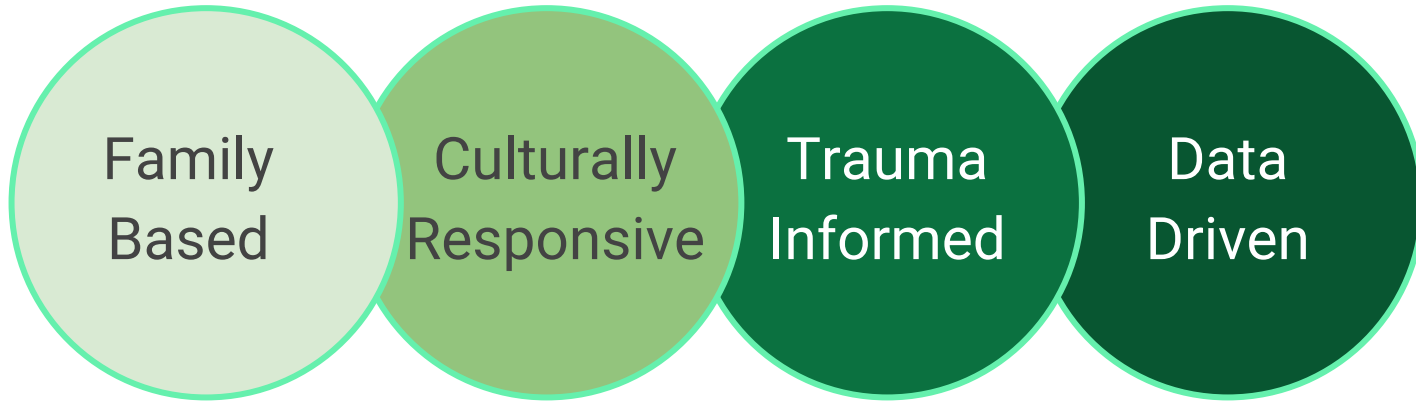 Family
Based
Culturally
Responsive
Trauma
Informed
Data
Driven